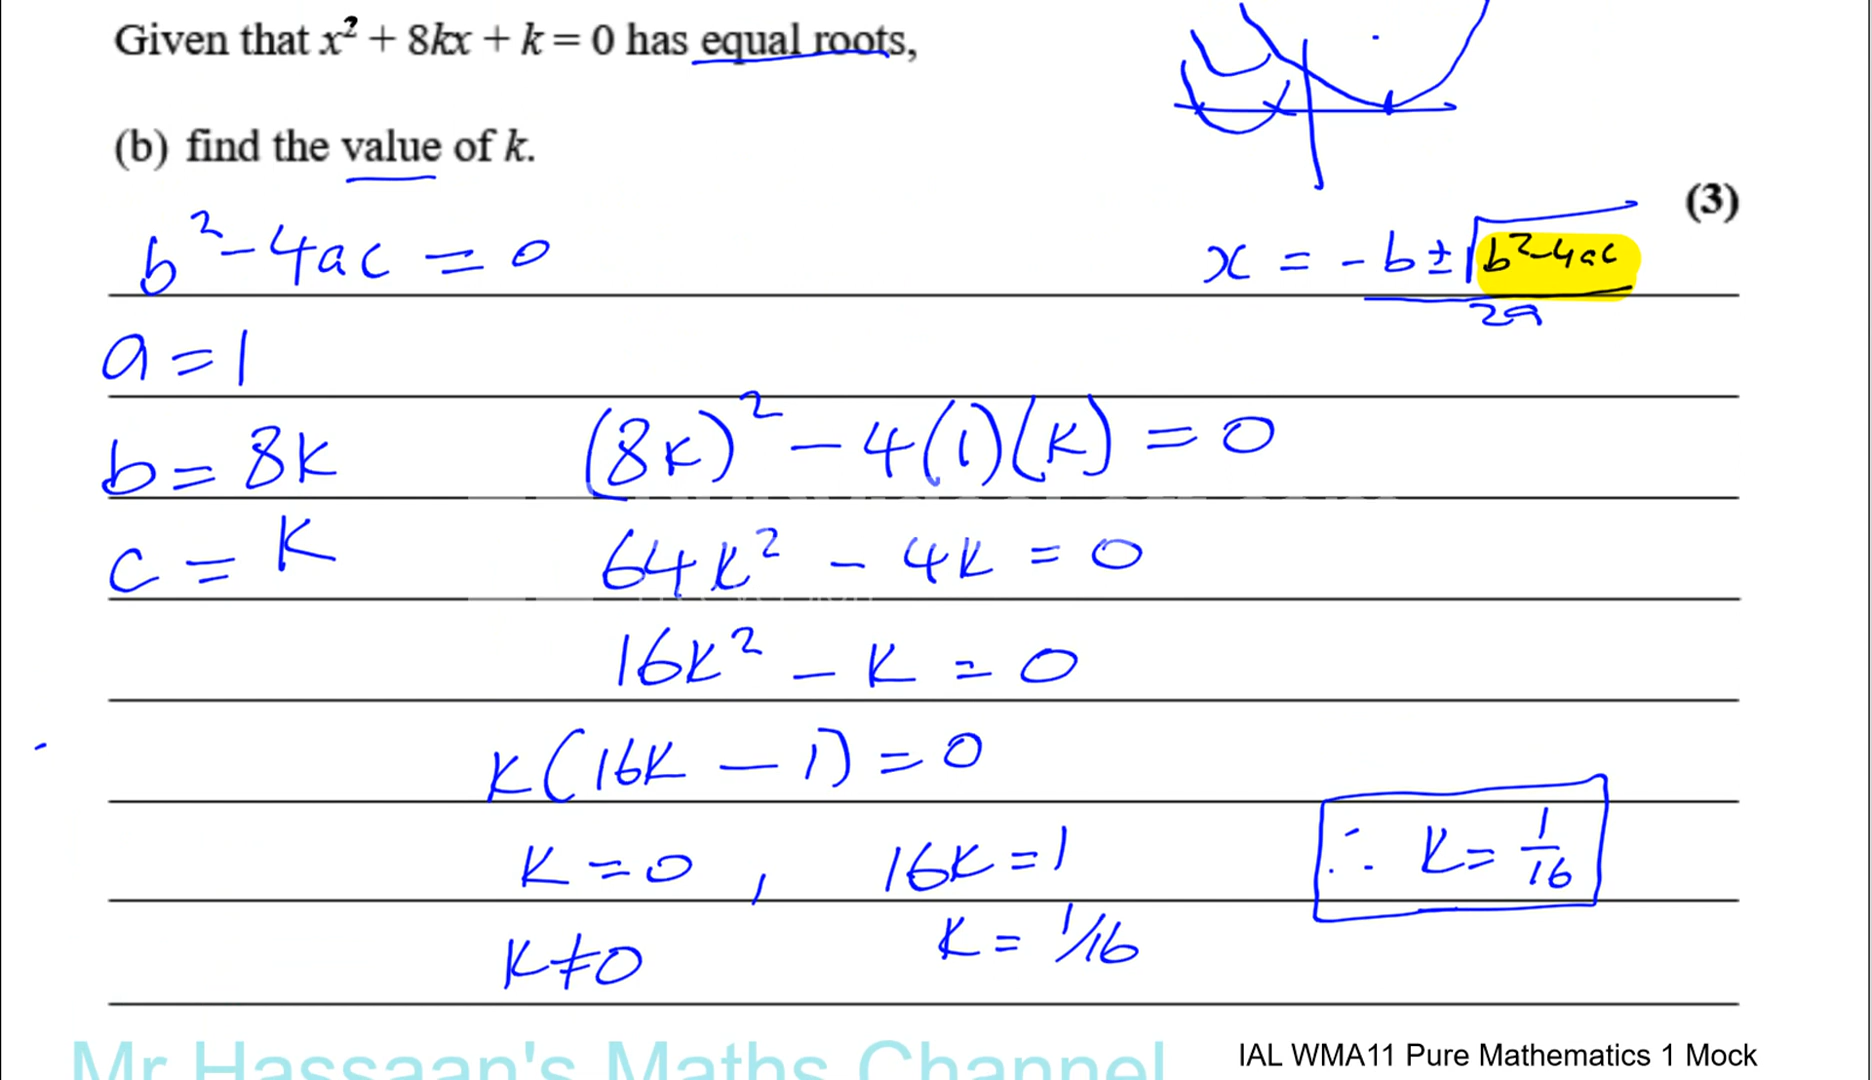 Given that x² + 8kx + k = 0 has equal roots,
(b) find the value of k.
(3)
b² - 4ac = 0
x = -b ± √b²-4ac
2a
a = 1
b = 8k
(8k)² - 4(1)(k) = 0
c = k
64k² - 4k = 0
16k² - k = 0
k(16k - 1) = 0
k = 0 , 16k = 1
∴ k = 1/16
k ≠ 0
k = 1/16
Mr Hassaan's Maths Channel
IAL WMA11 Pure Mathematics 1 Mock